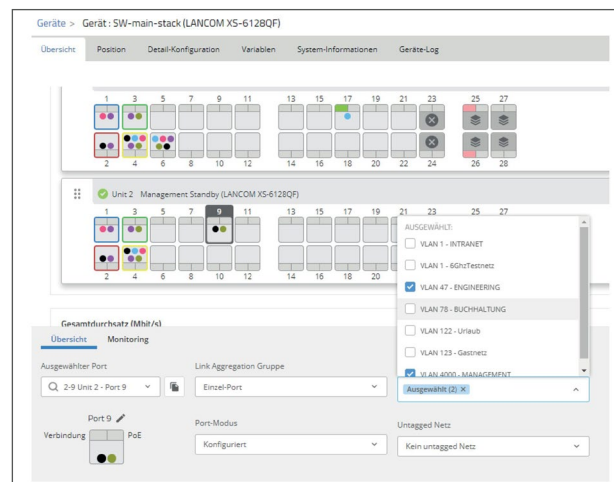 Geräte > Gerät : SW-main-stack (LANCOM XS-6128QF)
Übersicht Position Detail-Konfiguration Variablen System-Informationen Geräte-Log
1 3 5 7 9 11 13 15 17 19 21 23 25 27
2 4 6 8 10 12 14 16 18 20 22 24 26 28
Unit 2 Management Standby (LANCOM XS-6128QF)
1 3 5 7 9 11 13 15 17 19 21 23 25 27
2 4 6 8 10 12 14 16 18 20
AUSGEWÄHLT:
VLAN 1 - INTRANET
VLAN 1 - 6GhzTestnetz
VLAN 47 - ENGINEERING
VLAN 78 - BUCHHALTUNG
VLAN 122 - Urlaub
VLAN 123 - Gastnetz
VLAN 4000 - MANAGEMENT
Gesamtdurchsatz (Mbit/s)
Übersicht Monitoring
Ausgewählter Port Link Aggregation Gruppe
2-9 Unit 2 - Port 9 Einzel-Port Ausgewählt (2) ×
Port 9
Verbindung PoE
Port-Modus Untagged Netz
Konfiguriert Kein untagged Netz